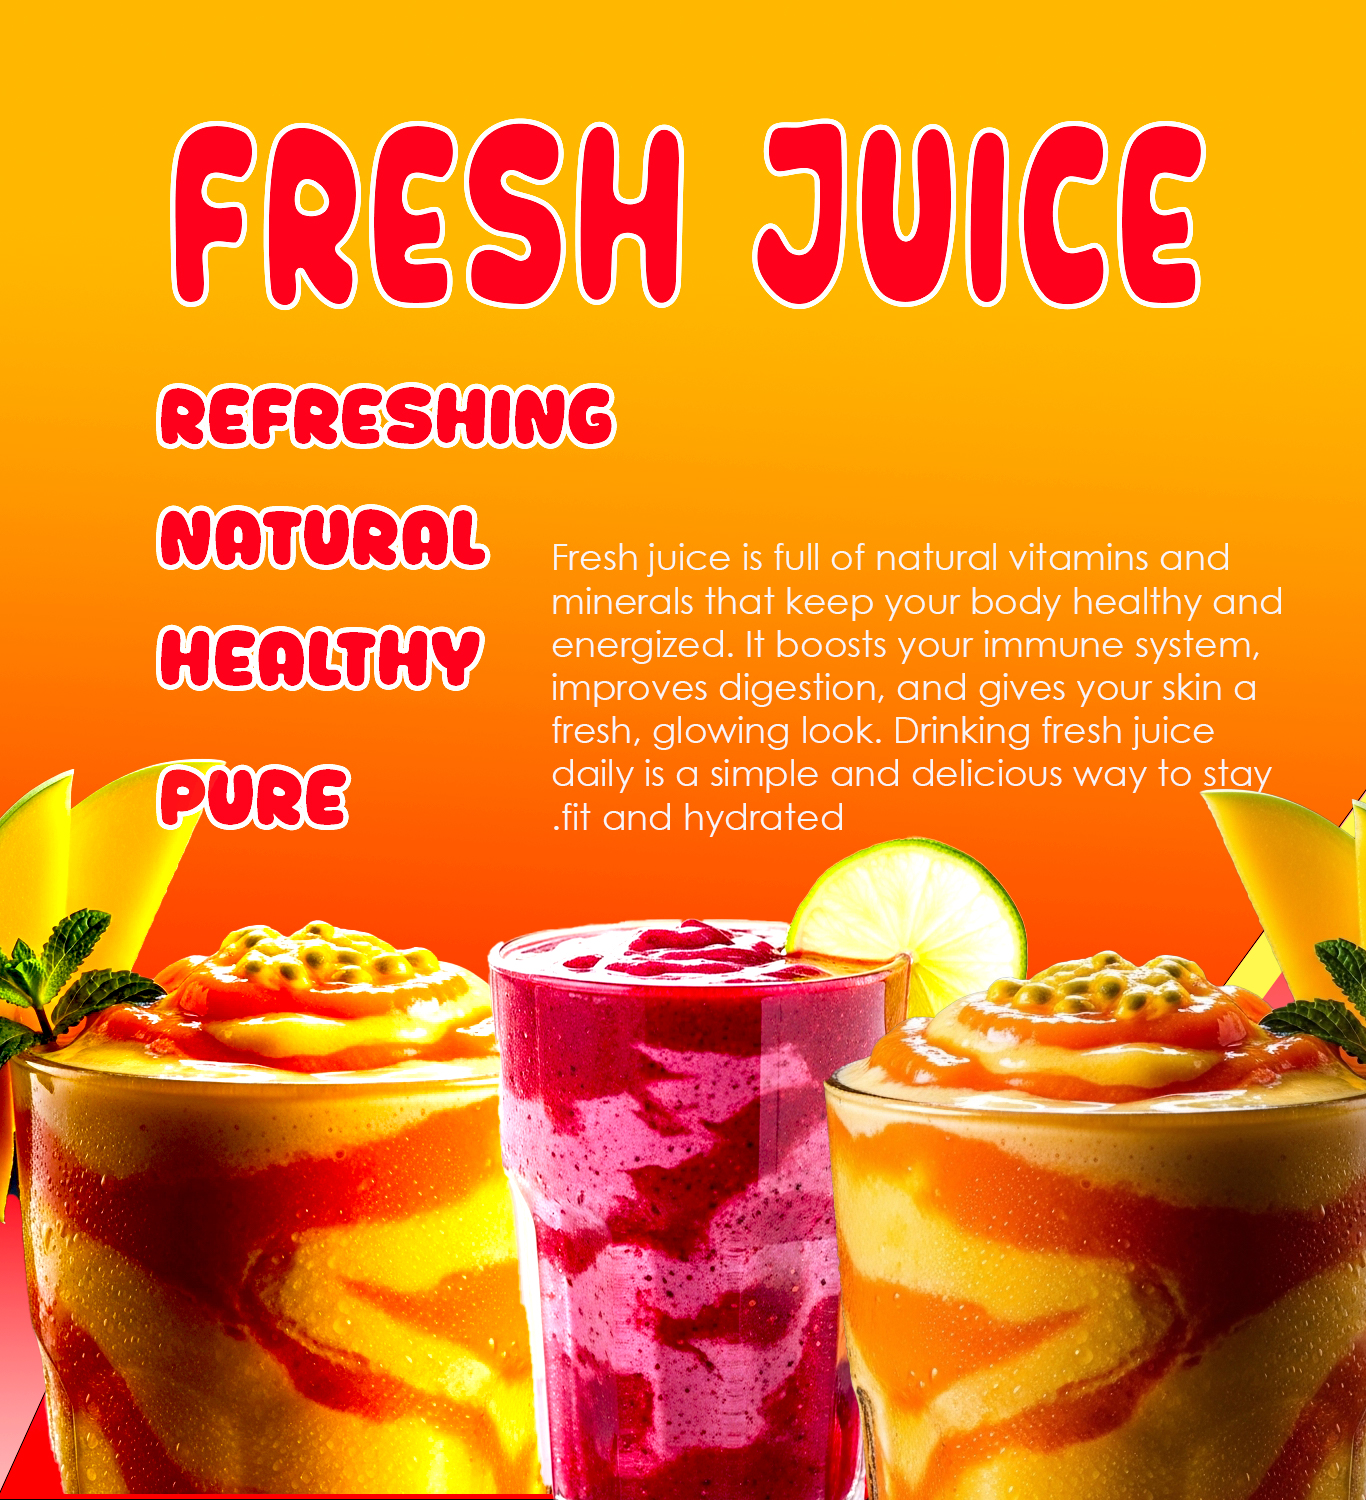 FRESH JUICE
REFRESHING
NATURAL
HEALTHY
PURE
Fresh juice is full of natural vitamins and
minerals that keep your body healthy and
energized. It boosts your immune system,
improves digestion, and gives your skin a
fresh, glowing look. Drinking fresh juice
daily is a simple and delicious way to stay
.fit and hydrated